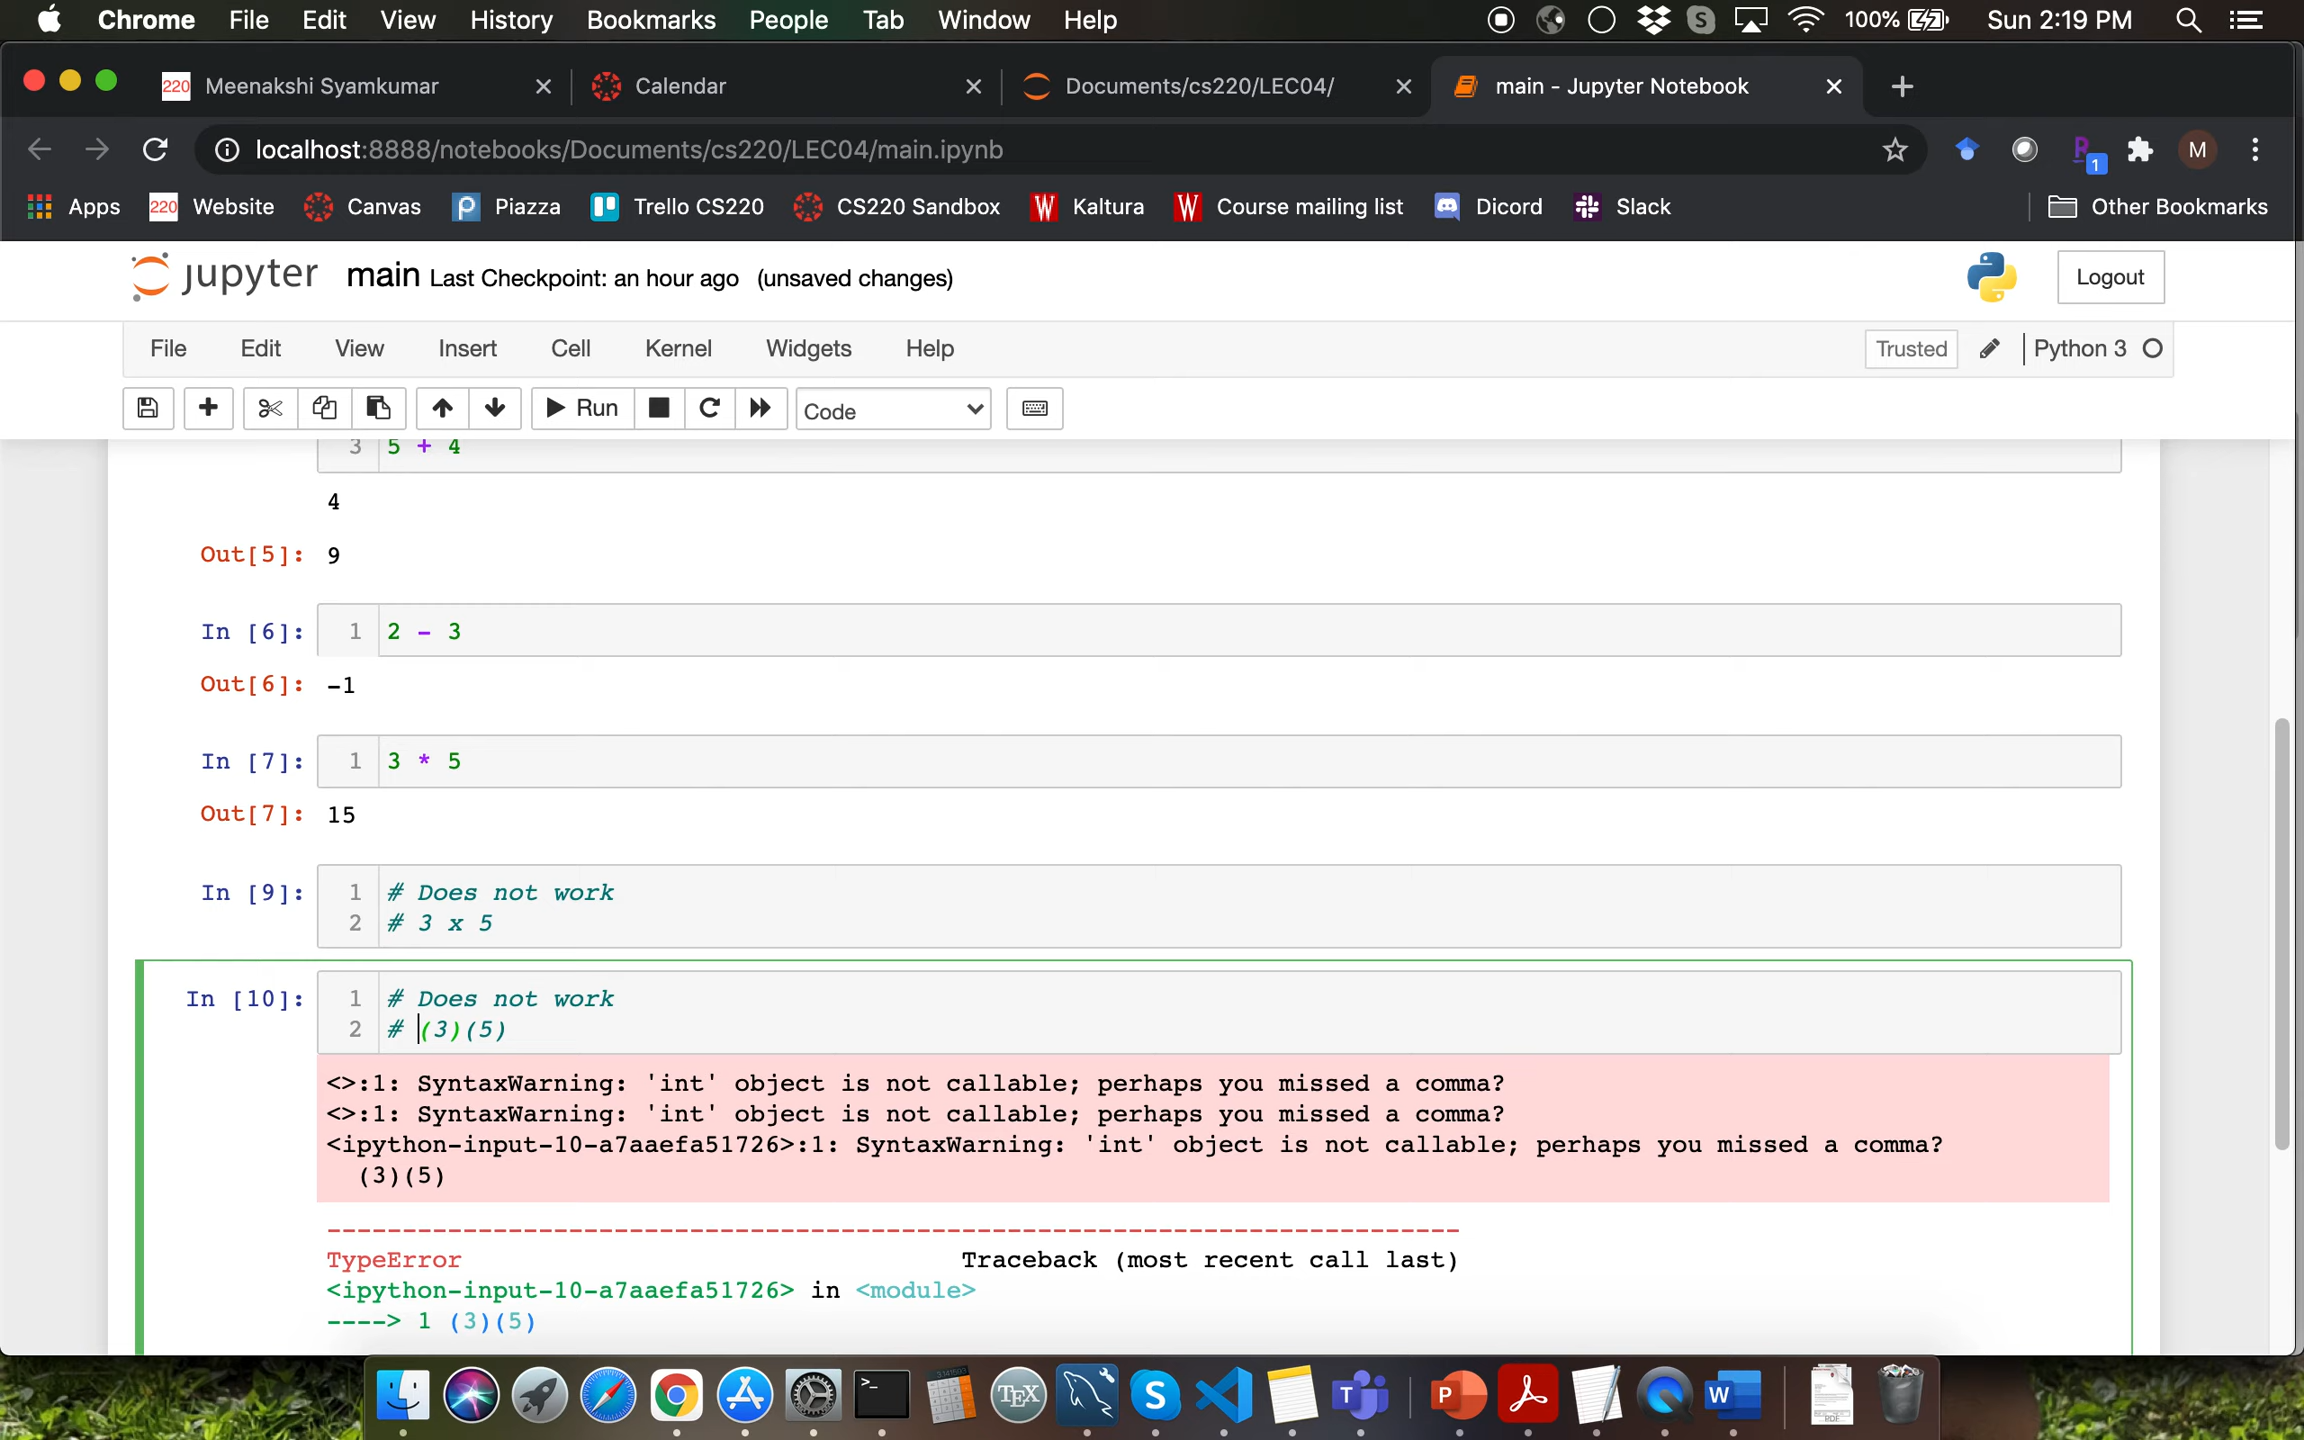 Chrome File Edit View History Bookmarks People Tab Window Help 100% Sun 2:19 PM
220 Meenakshi Syamkumar Calendar Documents/cs220/LEC04/ main - Jupyter Notebook
localhost:8888/notebooks/Documents/cs220/LEC04/main.ipynb 1 M
Apps 220 Website Canvas Piazza Trello CS220 CS220 Sandbox Kaltura Course mailing list Dicord Slack Other Bookmarks
jupyter main Last Checkpoint: an hour ago (unsaved changes) Logout
File Edit View Insert Cell Kernel Widgets Help Trusted Python 3
Run Code
3 5 + 4
4
Out[5]: 9
In [6]: 1 2 - 3
Out[6]: -1
In [7]: 1 3 * 5
Out[7]: 15
In [9]: 1 # Does not work
2 # 3 x 5
In [10]: 1 # Does not work
2 # (3)(5)
<>:1: SyntaxWarning: 'int' object is not callable; perhaps you missed a comma?
<>:1: SyntaxWarning: 'int' object is not callable; perhaps you missed a comma?
<ipython-input-10-a7aaefa51726>:1: SyntaxWarning: 'int' object is not callable; perhaps you missed a comma?
(3)(5)
---------------------------------------------------------------------------
TypeError Traceback (most recent call last)
<ipython-input-10-a7aaefa51726> in <module>
----> 1 (3)(5)